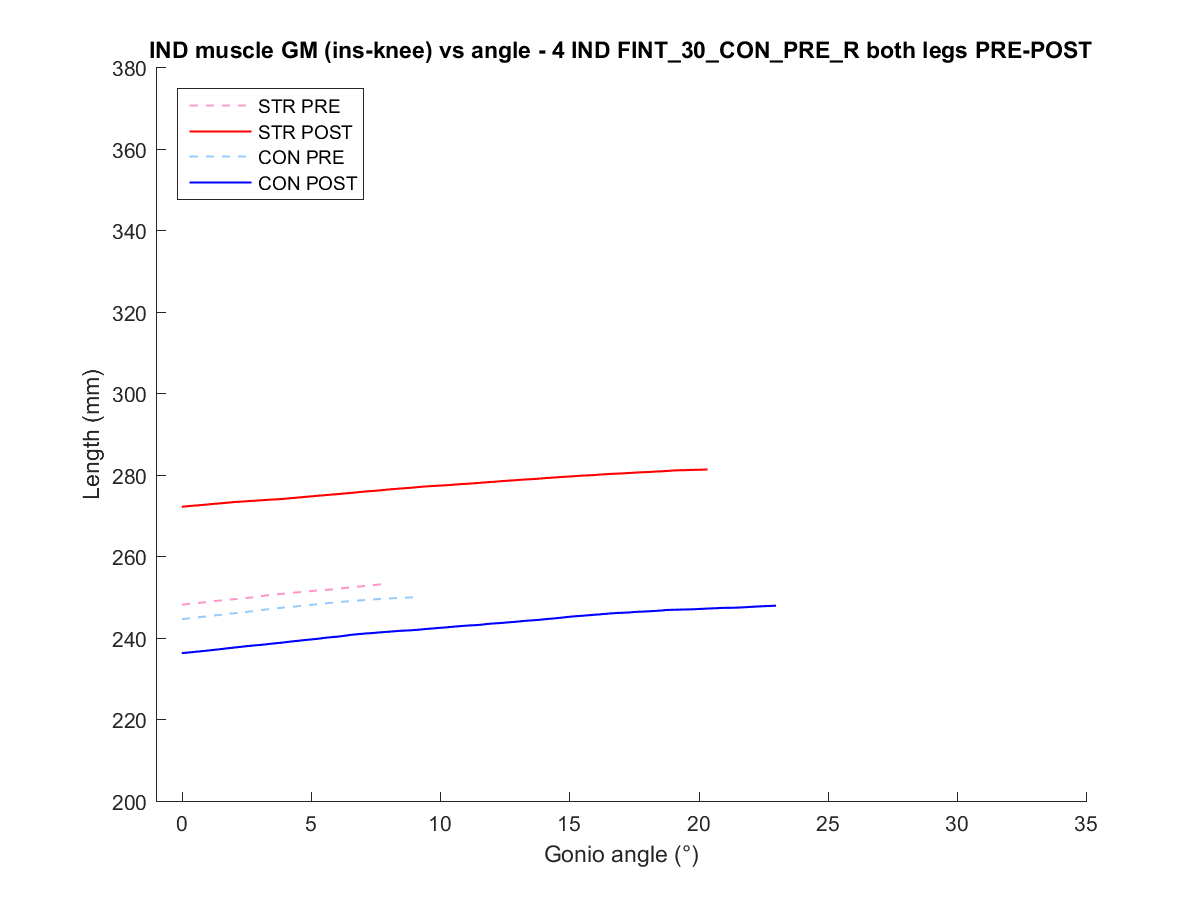 IND muscle GM (ins-knee) vs angle - 4 IND FINT_30_CON_PRE_R both legs PRE-POST
380
360
340
320
300
280
260
240
220
200
Length (mm)
STR PRE
STR POST
CON PRE
CON POST
0 5 10 15 20 25 30 35
Gonio angle (°)